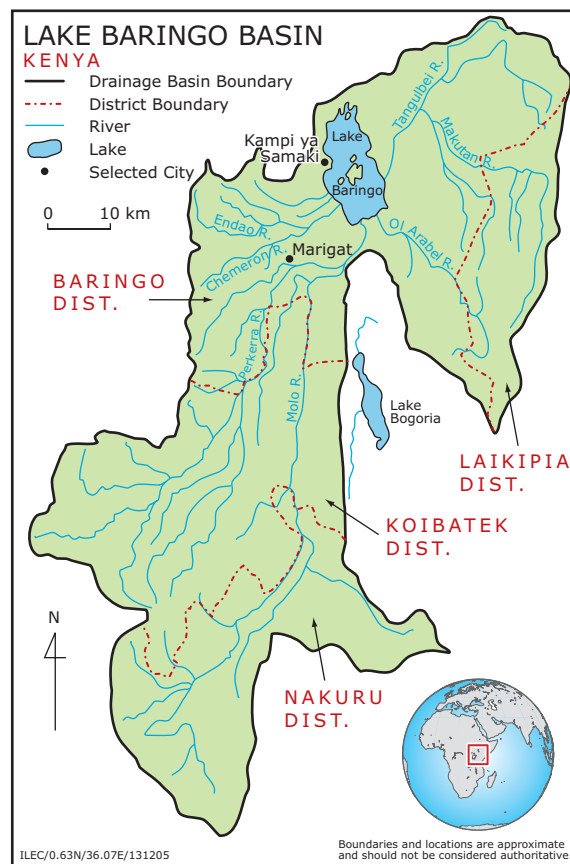 LAKE BARINGO BASIN
KENYA
Drainage Basin Boundary
District Boundary
River
Lake
Selected City
0 10 km
Kampi ya
Samaki
Lake
Baringo
Tangulbei R.
Makutan R.
Endao R.
Chemeron R.
Marigat
Ol Arabel R.
BARINGO
DIST.
Perkerra R.
Molo R.
Lake
Bogoria
LAIKIPIA
DIST.
KOIBATEK
DIST.
N
NAKURU
DIST.
ILEC/0.63N/36.07E/131205
Boundaries and locations are approximate
and should not be considered authoritative.